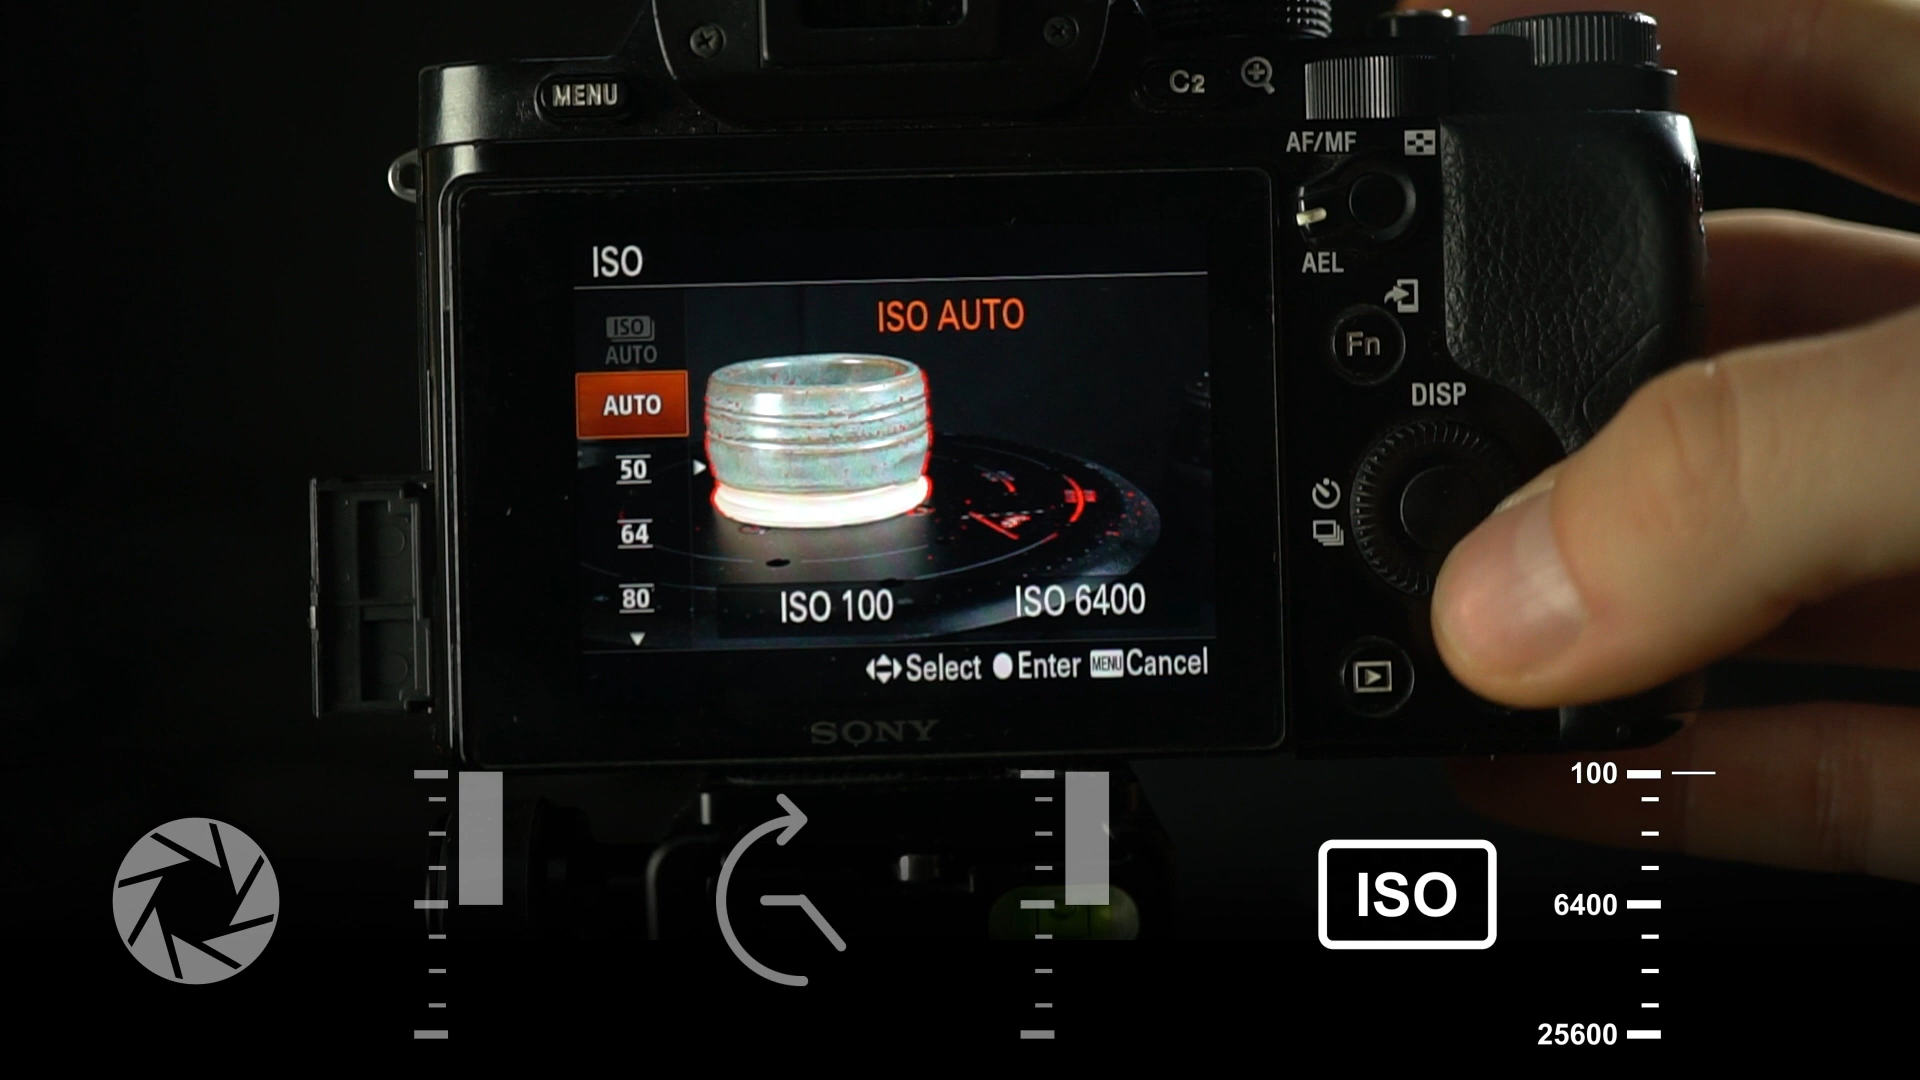 MENU
C2
AF/MF
AEL
Fn
DISP
ISO
ISO AUTO
ISO
AUTO
AUTO
50
64
80
ISO 100
ISO 6400
Select Enter MENU Cancel
SONY
ISO
100
6400
25600